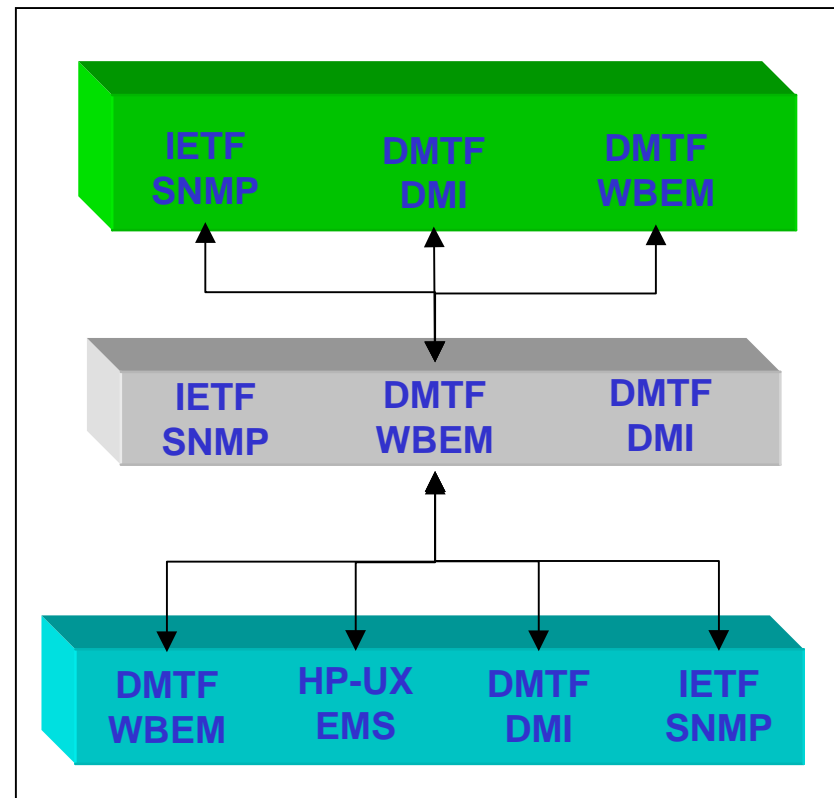 IETF
SNMP
DMTF
DMI
DMTF
WBEM
IETF
SNMP
DMTF
WBEM
DMTF
DMI
DMTF
WBEM
HP-UX
EMS
DMTF
DMI
IETF
SNMP